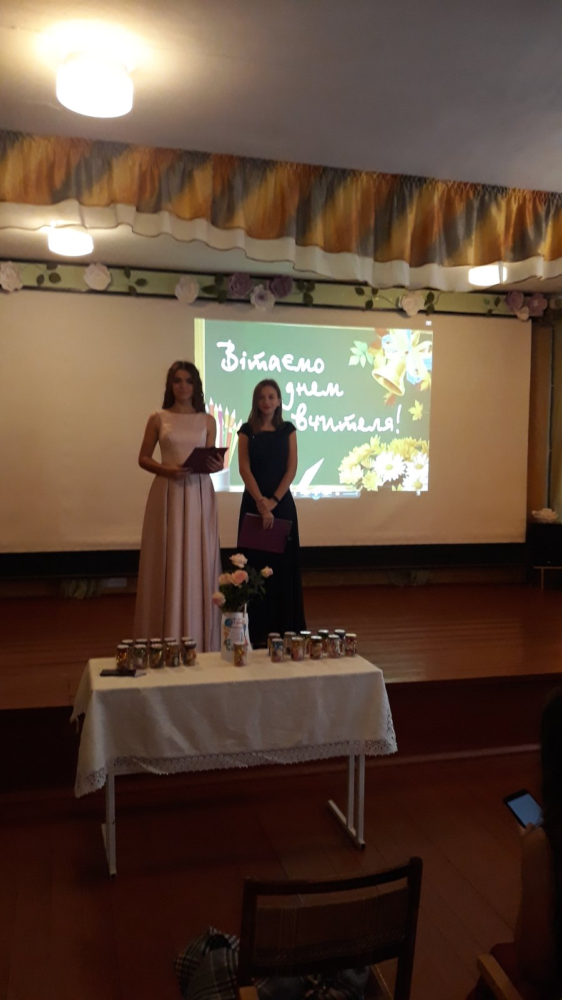 Вітаємо
днем
вчителя!